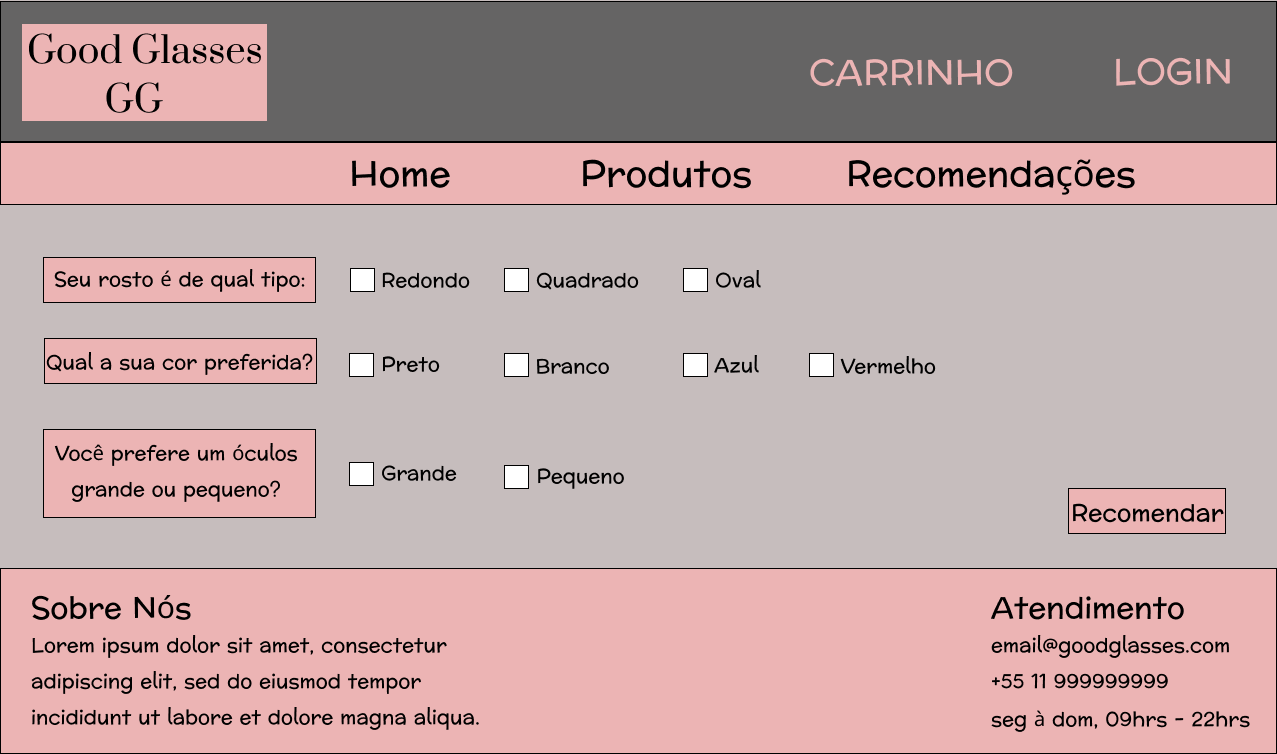 Good Glasses
GG
CARRINHO
LOGIN
Home
Produtos
Recomendações
Seu rosto é de qual tipo:
Redondo
Quadrado
Oval
Qual a sua cor preferida?
Preto
Branco
Azul
Vermelho
Você prefere um óculos
grande ou pequeno?
Grande
Pequeno
Recomendar
Sobre Nós
Lorem ipsum dolor sit amet, consectetur
adipiscing elit, sed do eiusmod tempor
incididunt ut labore et dolore magna aliqua.
Atendimento
email@goodglasses.com
+55 11 999999999
seg à dom, 09hrs - 22hrs